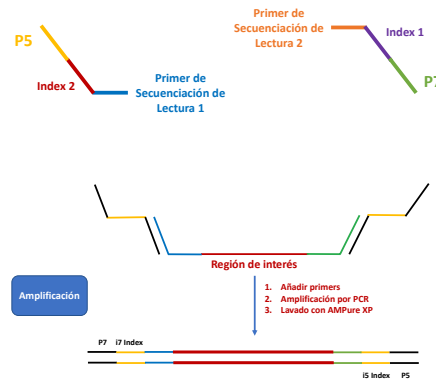 Primer de
Secuenciación de
Lectura 2
Index 1
P5
Index 2
Primer de
Secuenciación de
Lectura 1
P7
Región de interés
Amplificación
1. Añadir primers
2. Amplificación por PCR
3. Lavado con AMPure XP
P7 i7 Index
i5 Index P5